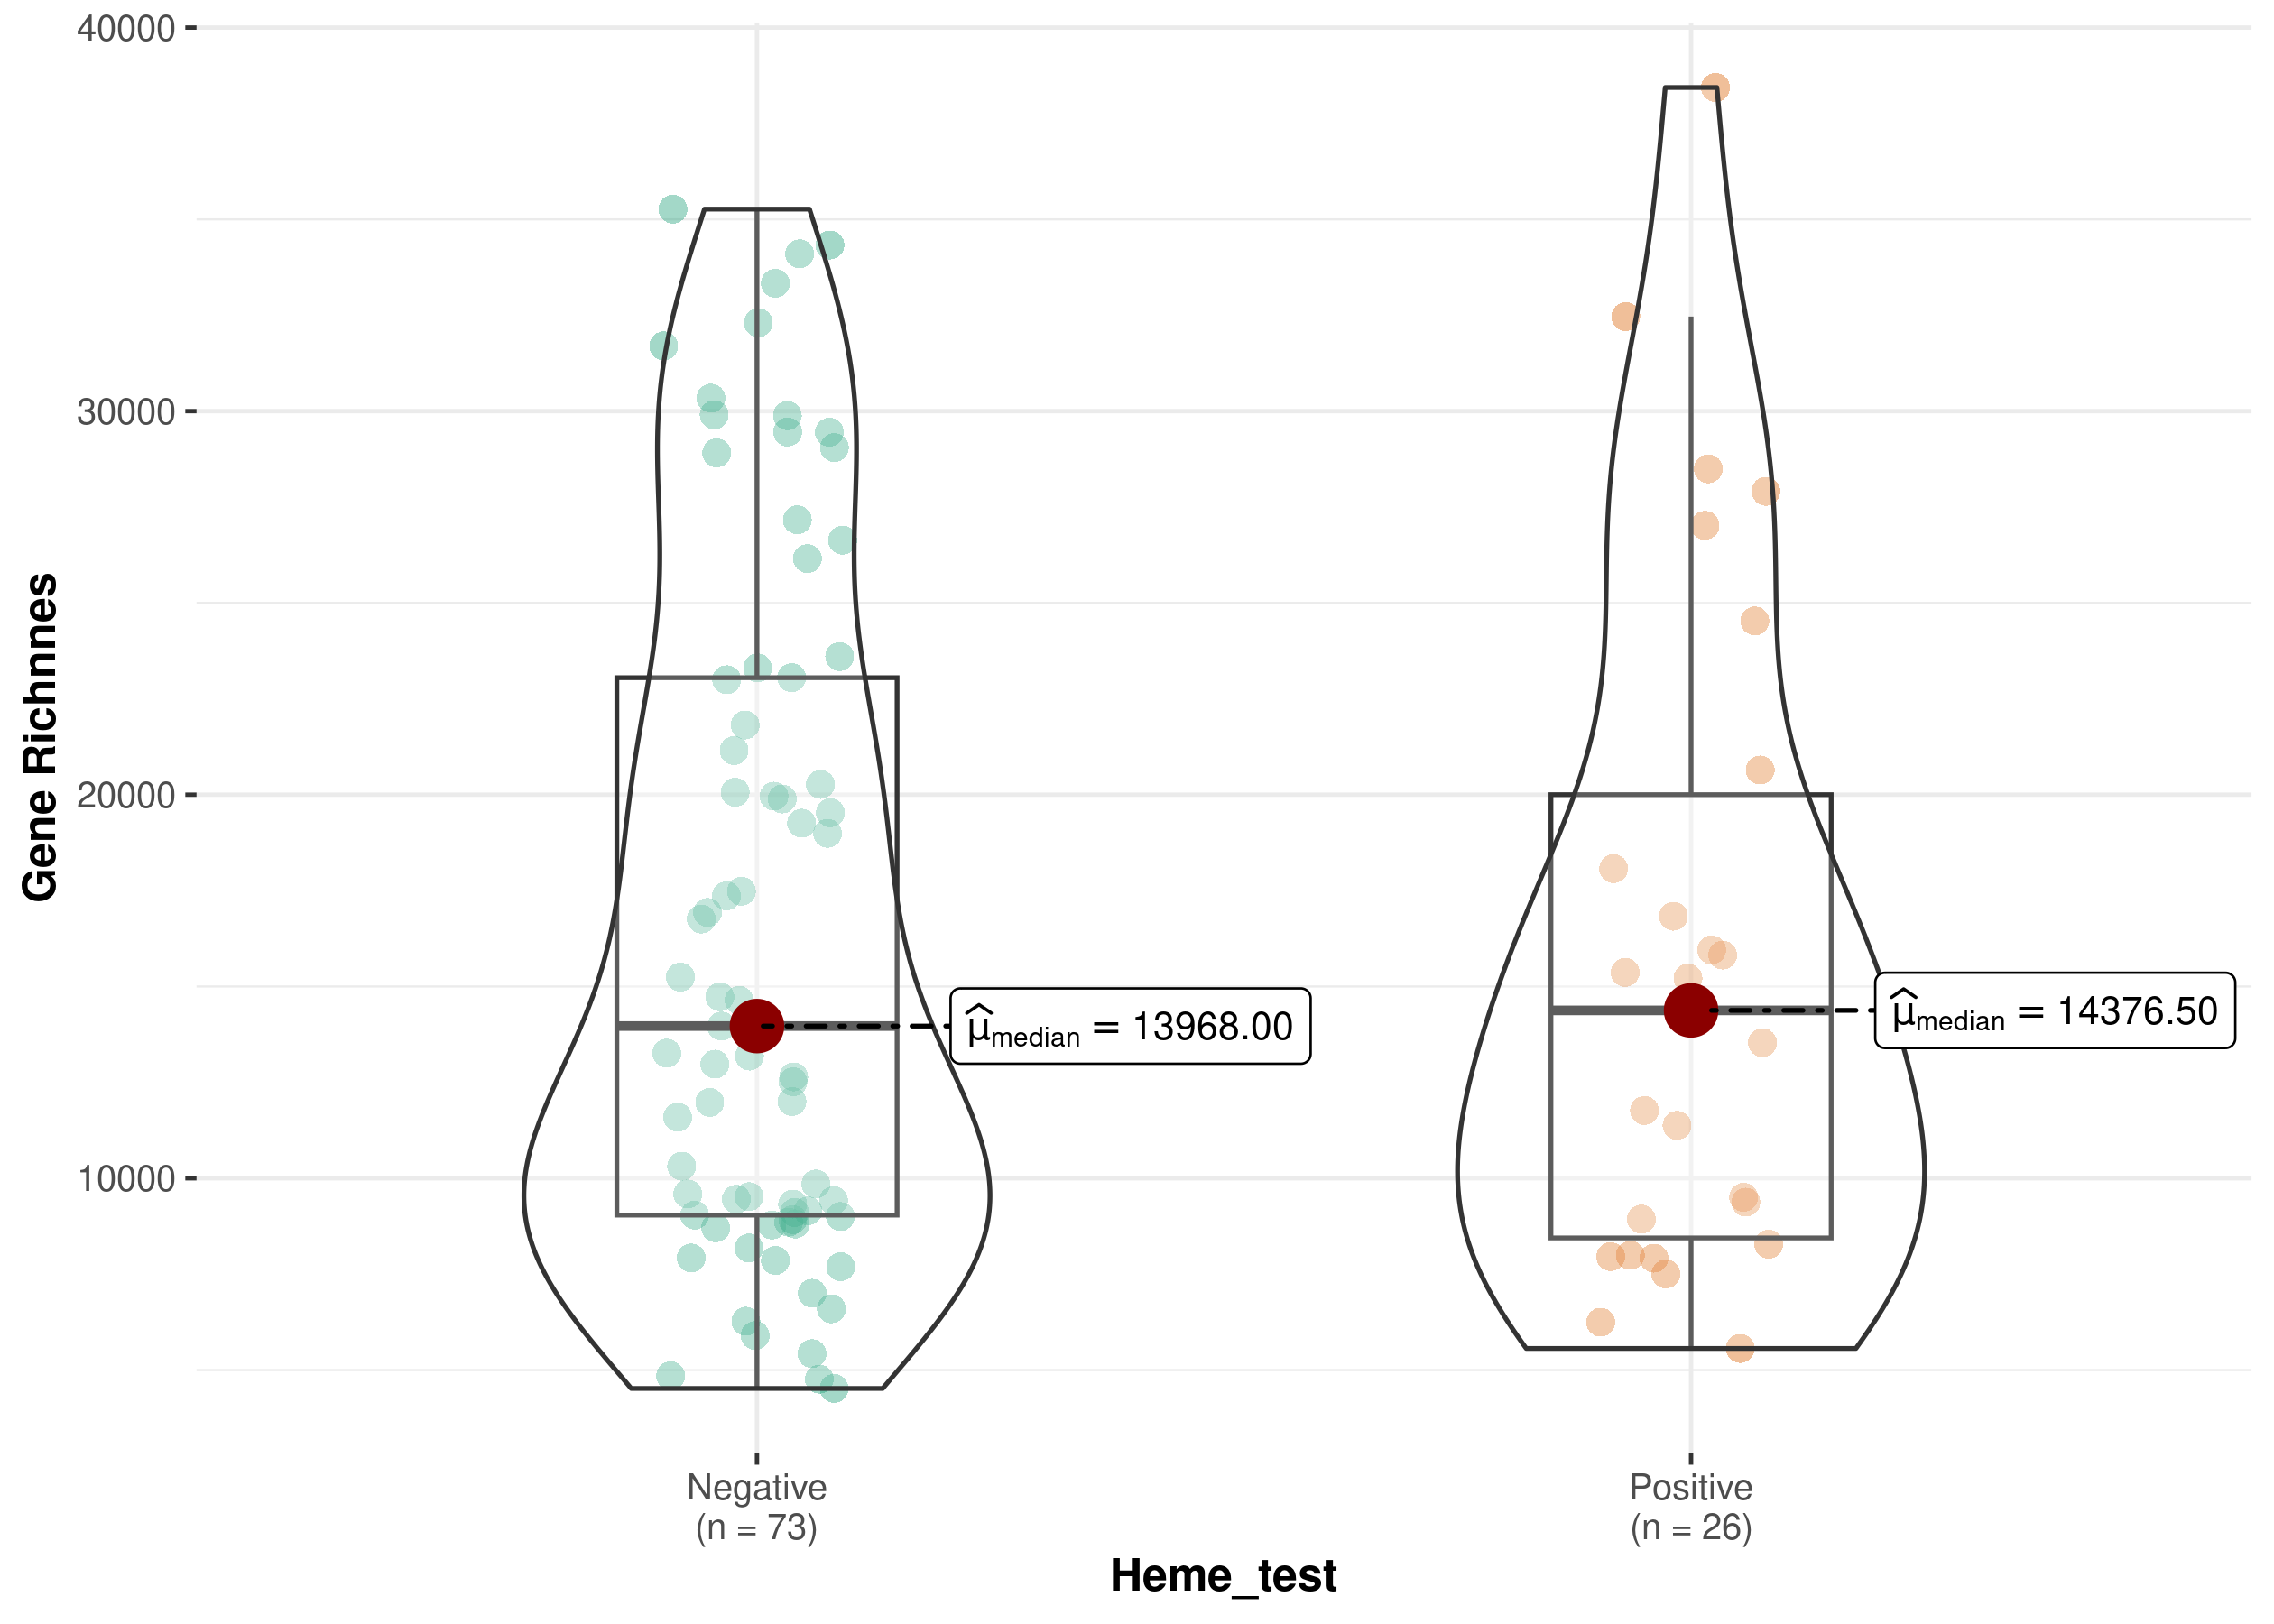 40000
30000
20000
10000
Gene Richnnes
μ̂median = 13968.00
μ̂median = 14376.50
Negative
(n = 73)
Positive
(n = 26)
Heme_test